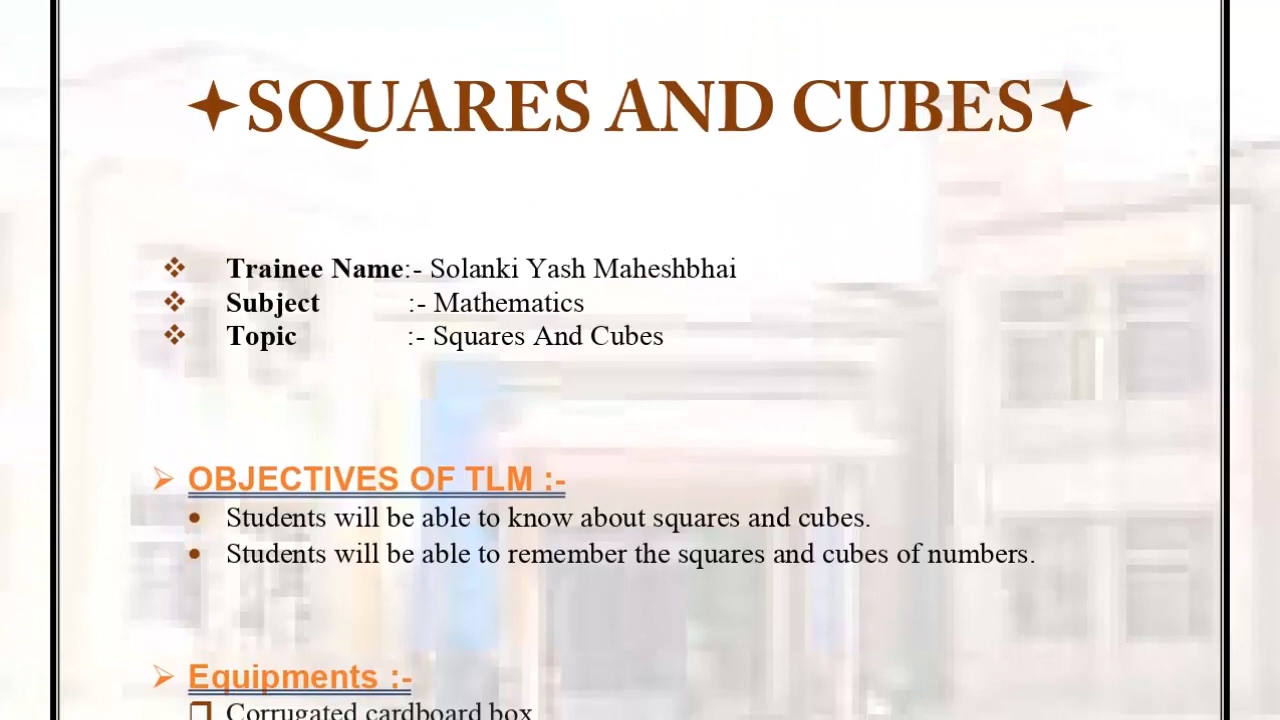 ✦SQUARES AND CUBES✦
❖ Trainee Name:- Solanki Yash Maheshbhai
❖ Subject :- Mathematics
❖ Topic :- Squares And Cubes
➢ OBJECTIVES OF TLM :-
• Students will be able to know about squares and cubes.
• Students will be able to remember the squares and cubes of numbers.
➢ Equipments :-
❒ Corrugated cardboard box